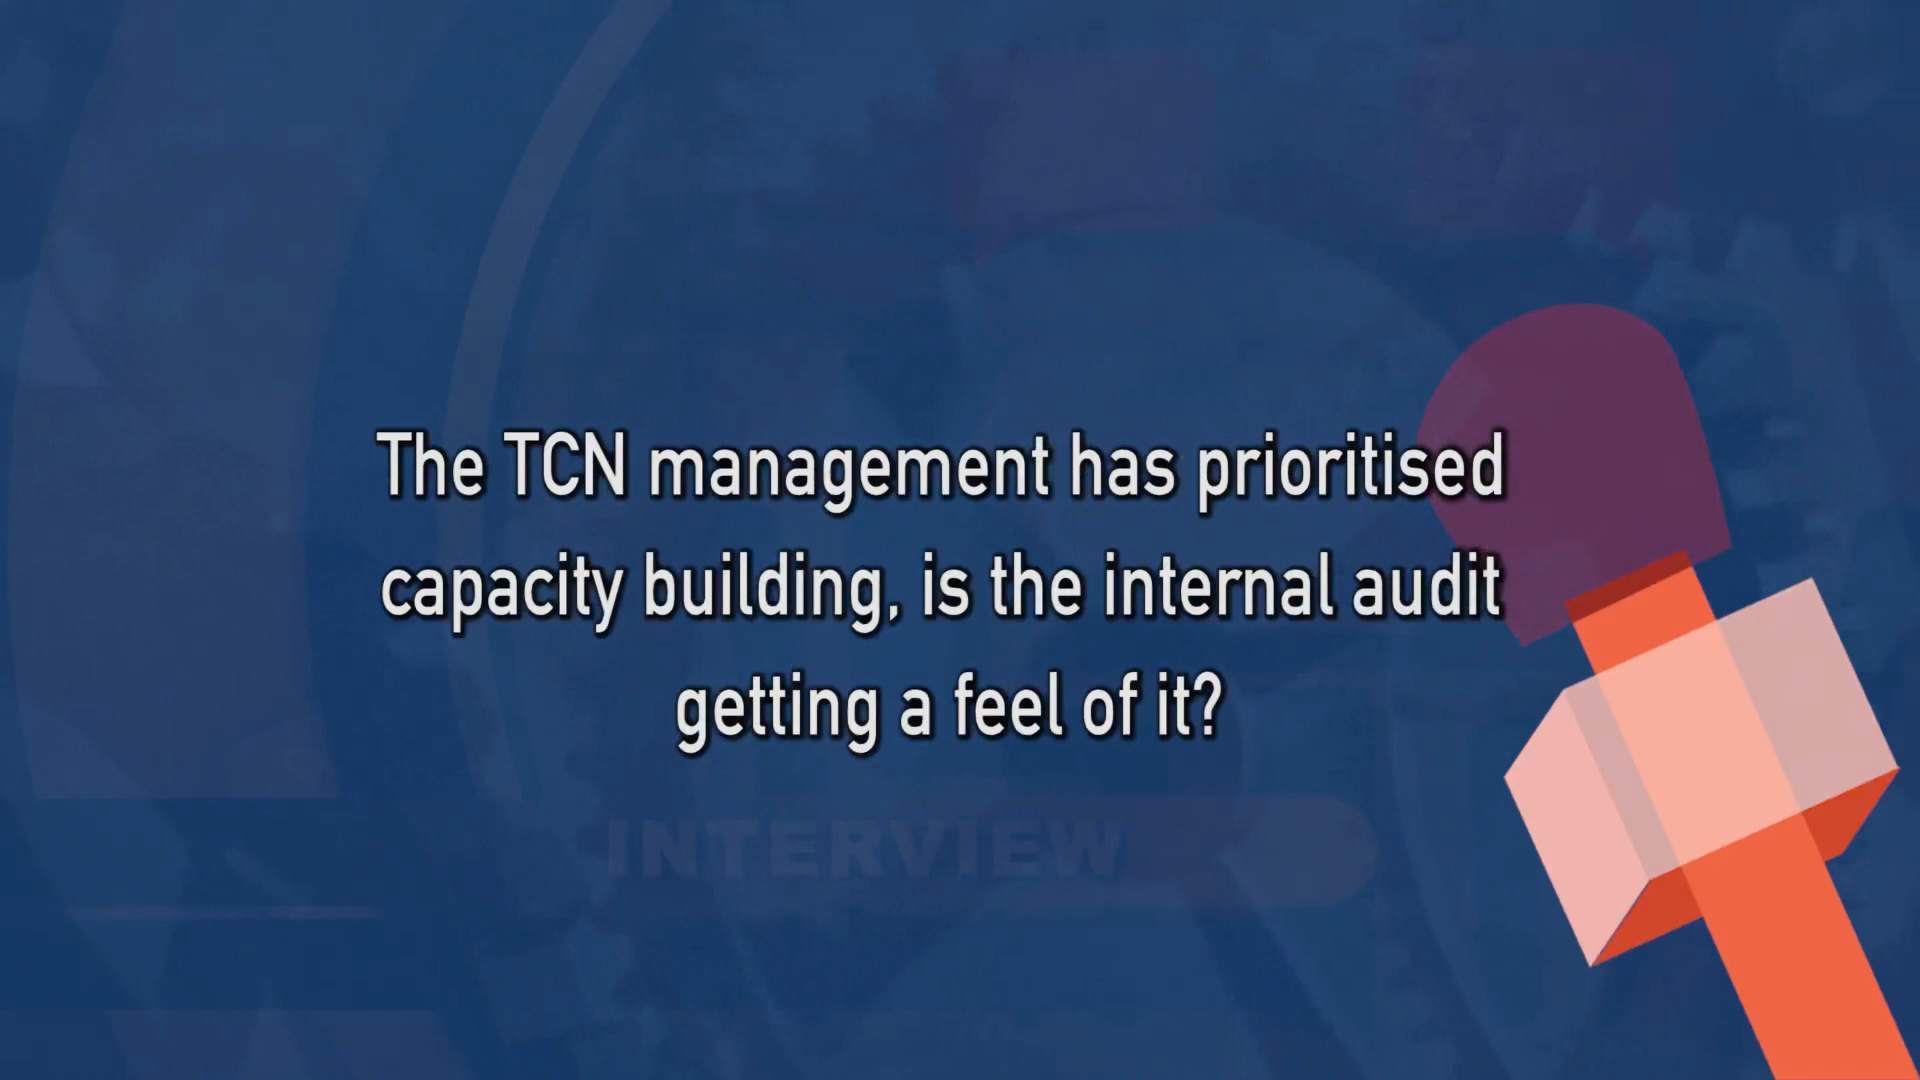 The TCN management has prioritised
capacity building, is the internal audit
getting a feel of it?
INTERVIEW